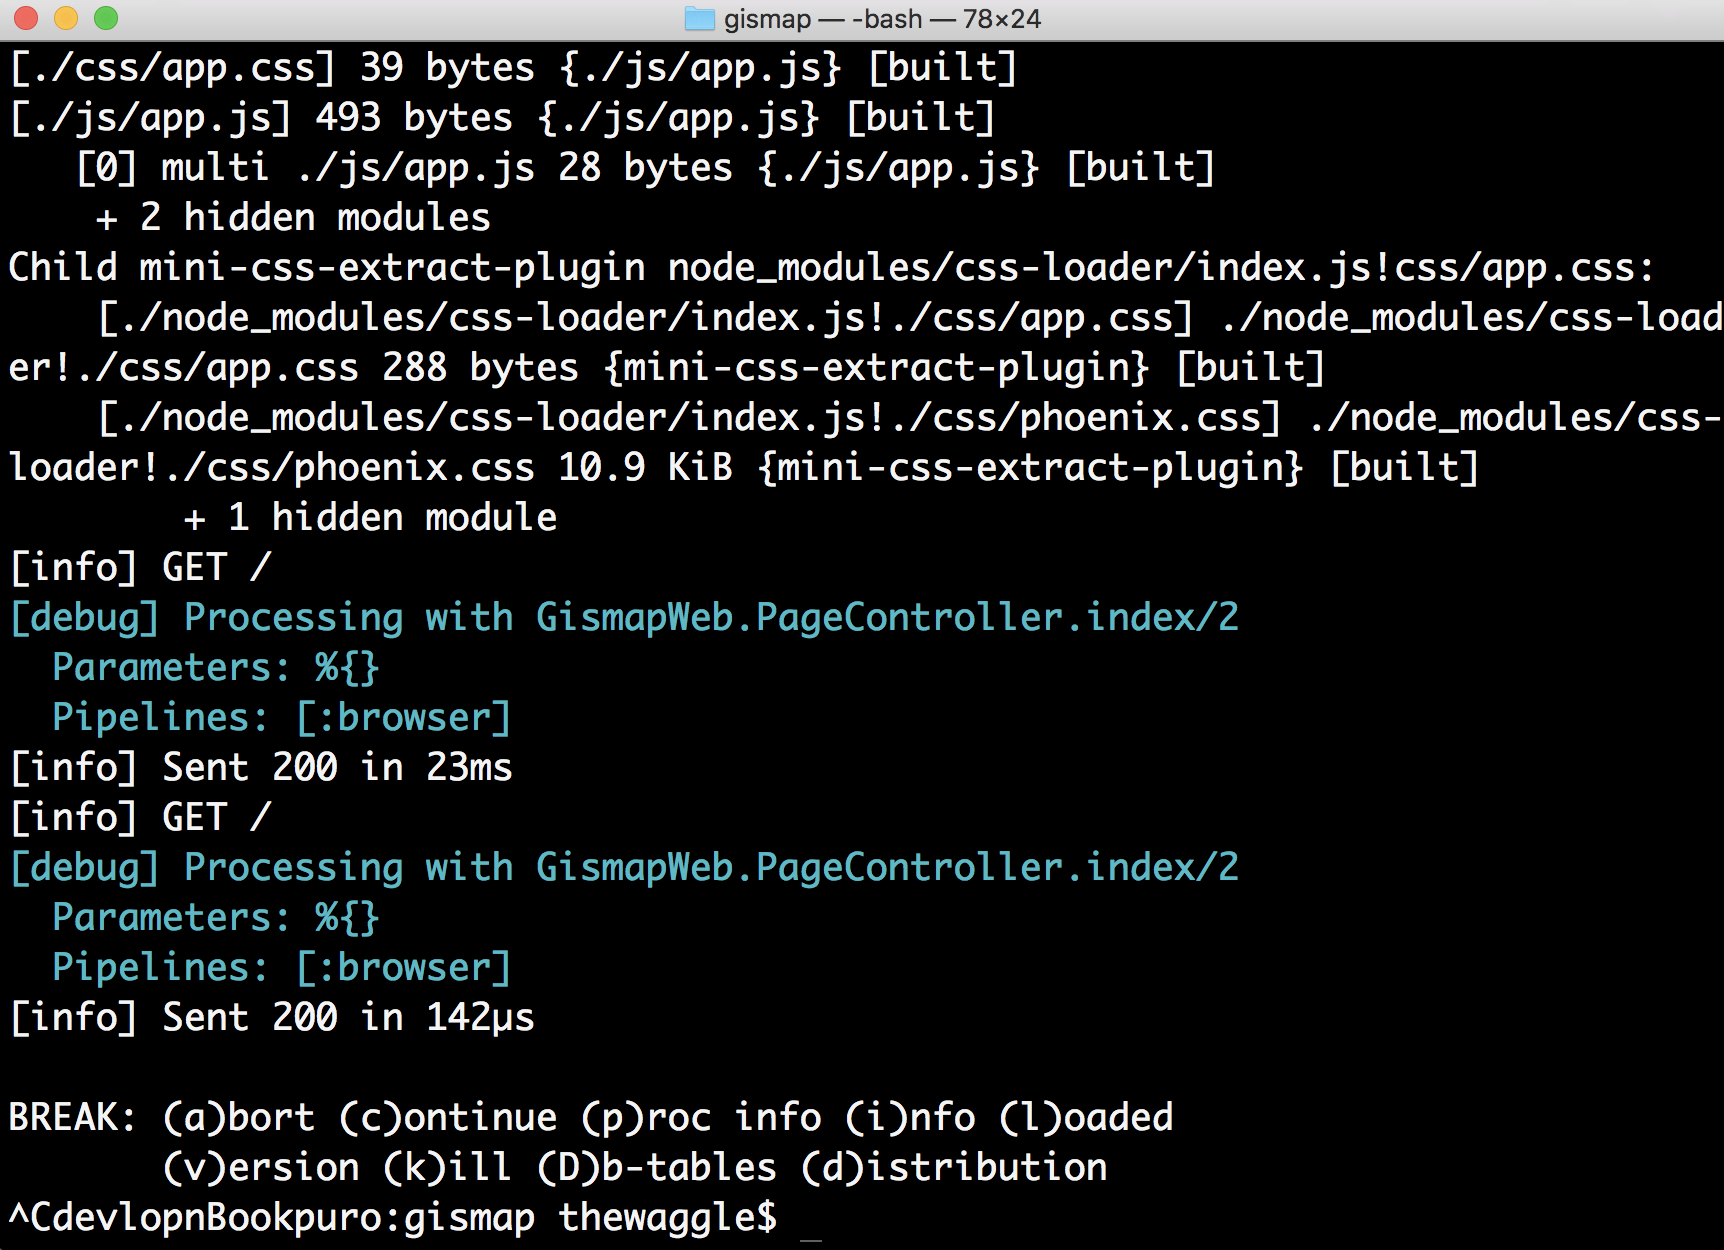 gismap — -bash — 78×24
[./css/app.css] 39 bytes {./js/app.js} [built]
[./js/app.js] 493 bytes {./js/app.js} [built]
   [0] multi ./js/app.js 28 bytes {./js/app.js} [built]
    + 2 hidden modules
Child mini-css-extract-plugin node_modules/css-loader/index.js!css/app.css:
    [./node_modules/css-loader/index.js!./css/app.css] ./node_modules/css-load
er!./css/app.css 288 bytes {mini-css-extract-plugin} [built]
    [./node_modules/css-loader/index.js!./css/phoenix.css] ./node_modules/css-
loader!./css/phoenix.css 10.9 KiB {mini-css-extract-plugin} [built]
        + 1 hidden module
[info] GET /
[debug] Processing with GismapWeb.PageController.index/2
  Parameters: %{}
  Pipelines: [:browser]
[info] Sent 200 in 23ms
[info] GET /
[debug] Processing with GismapWeb.PageController.index/2
  Parameters: %{}
  Pipelines: [:browser]
[info] Sent 200 in 142µs
BREAK: (a)bort (c)ontinue (p)roc info (i)nfo (l)oaded
       (v)ersion (k)ill (D)b-tables (d)istribution
^CdevlopnBookpuro:gismap thewaggle$